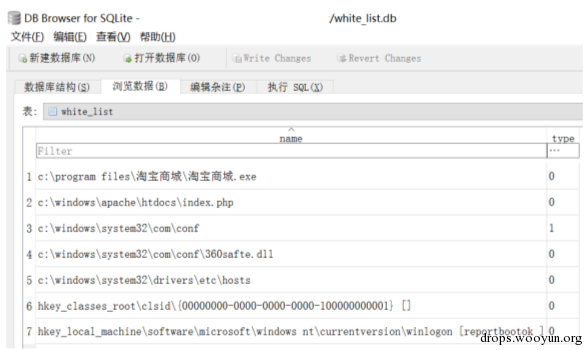 DB Browser for SQLite - /white_list.db
文件(F) 编辑(E) 查看(V) 帮助(H)
新建数据库(N) 打开数据库(O) Write Changes Revert Changes
数据库结构(S) 浏览数据(B) 编辑杂注(P) 执行 SQL(X)
表: white_list
name type
Filter ...
1 c:\program files\淘宝商城\淘宝商城.exe 0
2 c:\windows\apache\htdocs\index.php 0
3 c:\windows\system32\com\conf 1
4 c:\windows\system32\com\conf\360safte.dll 0
5 c:\windows\system32\drivers\etc\hosts 0
6 hkey_classes_root\clsid\{00000000-0000-0000-0000-100000000001} [] 0
7 hkey_local_machine\software\microsoft\windows nt\currentversion\winlogon [reportbootok ] 0
drops.wooyun.org